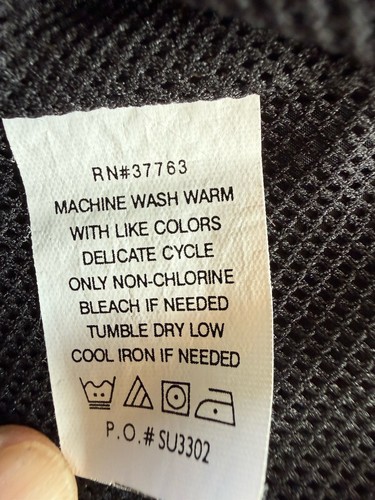 RN#37763
MACHINE WASH WARM
WITH LIKE COLORS
DELICATE CYCLE
ONLY NON-CHLORINE
BLEACH IF NEEDED
TUMBLE DRY LOW
COOL IRON IF NEEDED
P.O.# SU3302